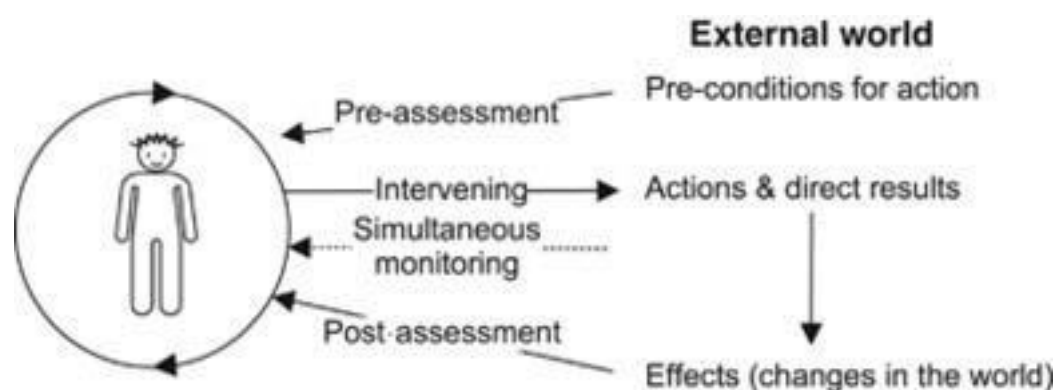 External world
Pre-conditions for action
Pre-assessment
Intervening
Actions & direct results
Simultaneous
monitoring
Post-assessment
Effects (changes in the world)